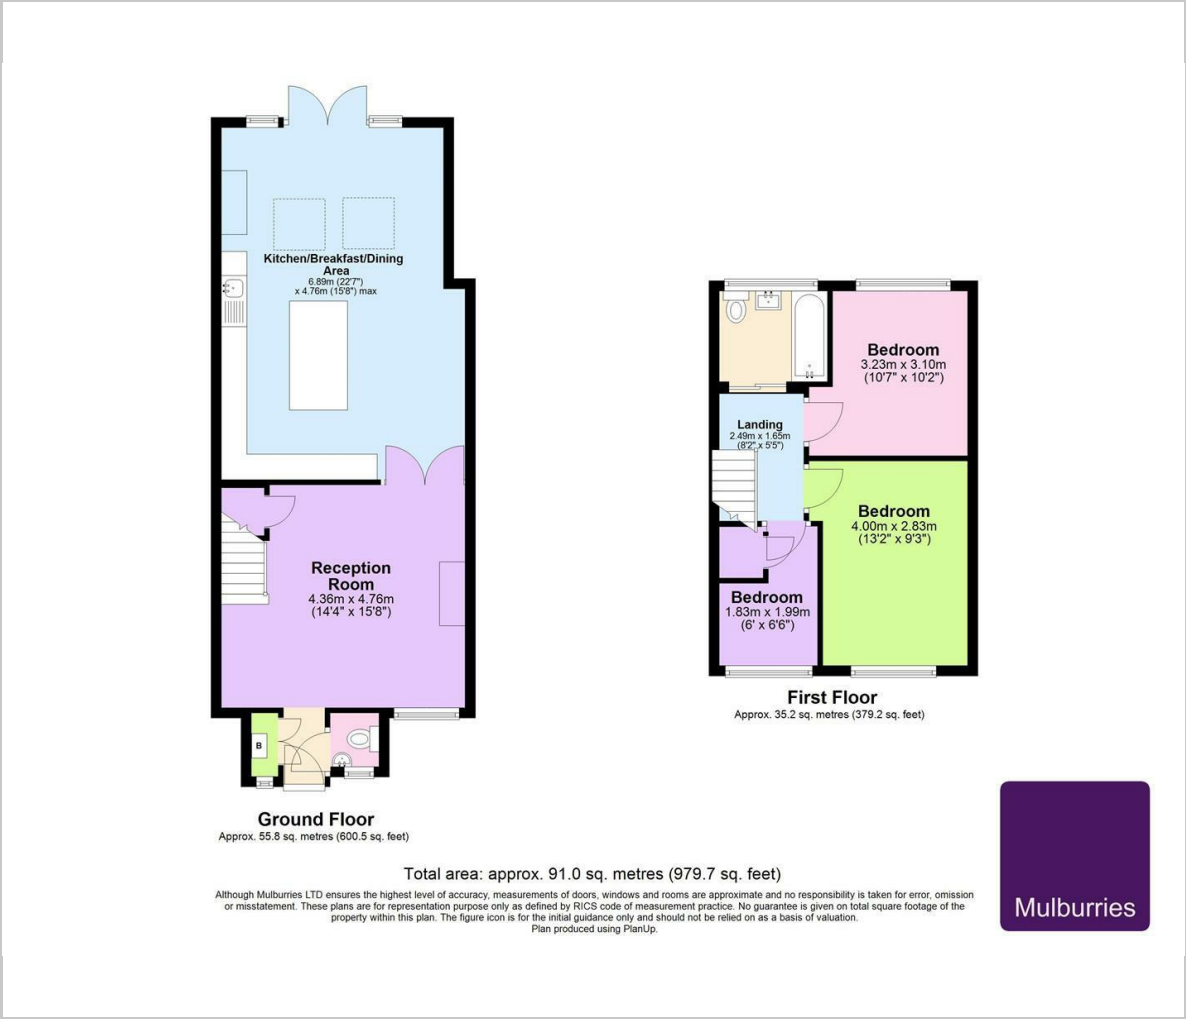 Kitchen/Breakfast/Dining
Area
6.89m (22'7")
x 4.76m (15'8") max
Reception
Room
4.36m x 4.76m
(14'4" x 15'8")
B
Ground Floor
Approx. 55.8 sq. metres (600.5 sq. feet)
Bedroom
3.23m x 3.10m
(10'7" x 10'2")
Landing
2.49m x 1.65m
(8'2" x 5'5")
Bedroom
4.00m x 2.83m
(13'2" x 9'3")
Bedroom
1.83m x 1.99m
(6' x 6'6")
First Floor
Approx. 35.2 sq. metres (379.2 sq. feet)
Total area: approx. 91.0 sq. metres (979.7 sq. feet)
Although Mulburries LTD ensures the highest level of accuracy, measurements of doors, windows and rooms are approximate and no responsibility is taken for error, omission
or misstatement. These plans are for representation purpose only as defined by RICS code of measurement practice. No guarantee is given on total square footage of the
property within this plan. The figure icon is for the initial guidance only and should not be relied on as a basis of valuation.
Plan produced using PlanUp.
Mulburries